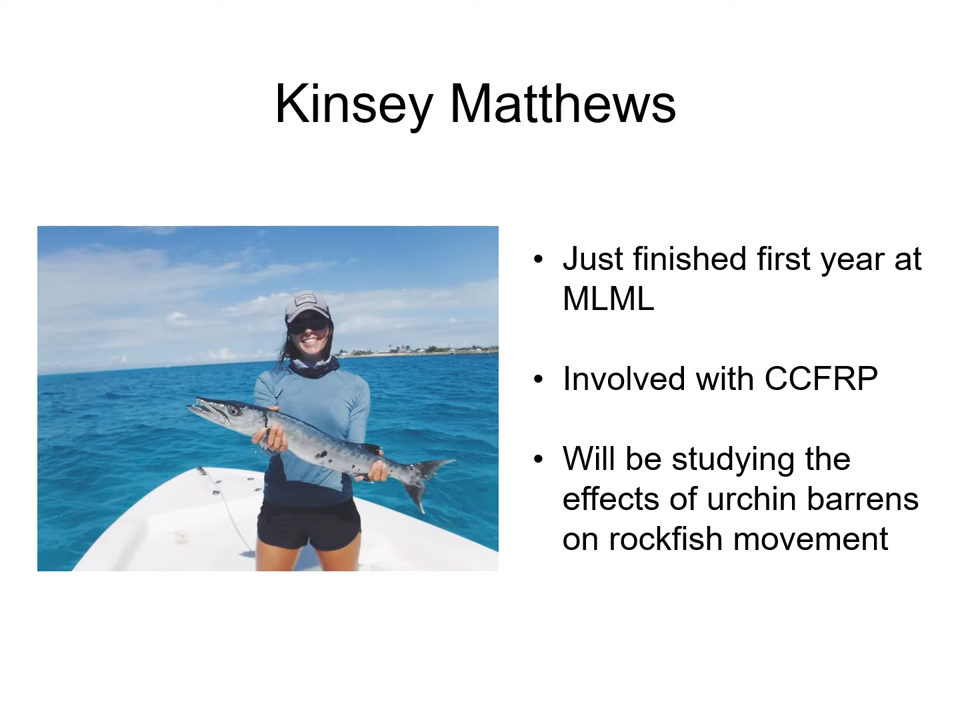 Kinsey Matthews
• Just finished first year at
MLML
• Involved with CCFRP
• Will be studying the
effects of urchin barrens
on rockfish movement